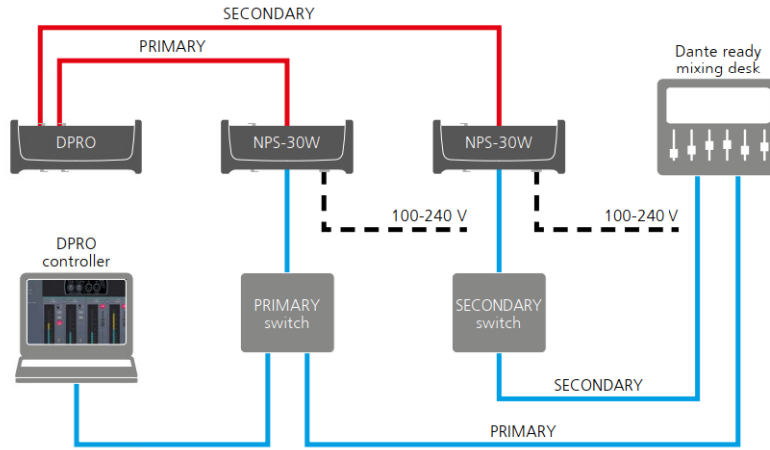 SECONDARY
PRIMARY
Dante ready
mixing desk
DPRO
NPS-30W
NPS-30W
100-240 V
100-240 V
DPRO
controller
PRIMARY
switch
SECONDARY
switch
SECONDARY
PRIMARY